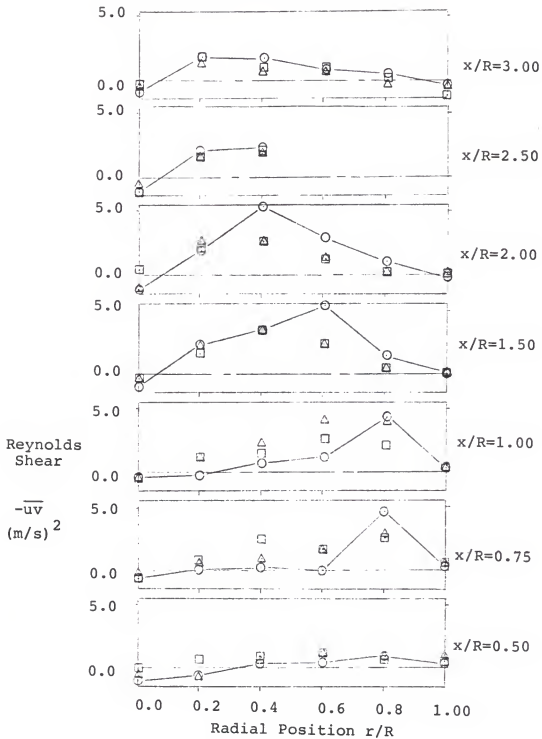 5.0
0.0
x/R=3.00
5.0
0.0
x/R=2.50
5.0
0.0
x/R=2.00
5.0
0.0
x/R=1.50
5.0
0.0
x/R=1.00
Reynolds
Shear
-uv
(m/s)2
5.0
0.0
x/R=0.75
5.0
0.0
x/R=0.50
0.0 0.2 0.4 0.6 0.8 1.00
Radial Position r/R